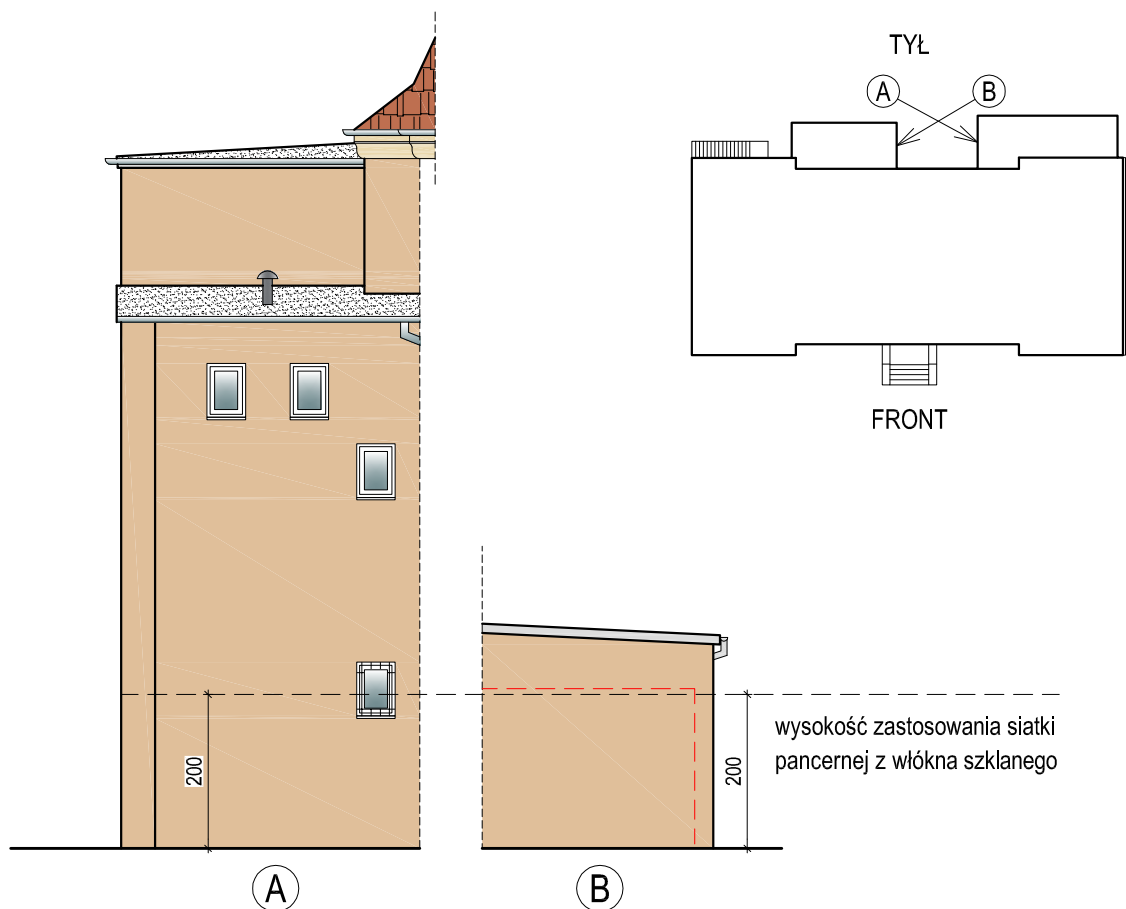 TYŁ
A
B
FRONT
200
200
wysokość zastosowania siatki
pancernej z włókna szklanego
A
B